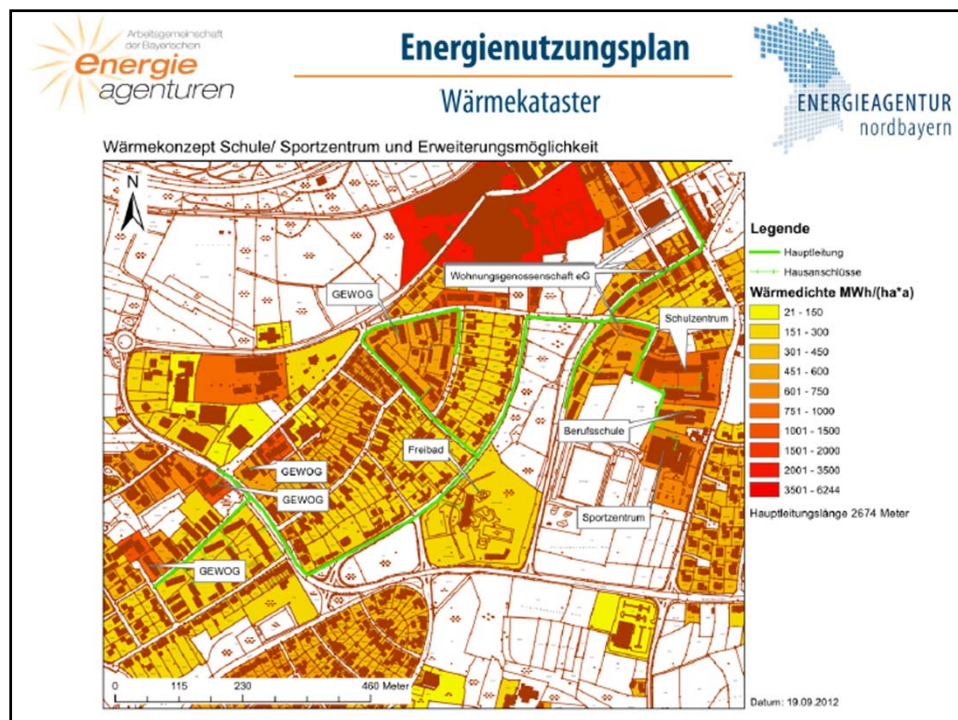 Arbeitsgemeinschaft
der Bayerischen
energie
agenturen
Energienutzungsplan
Wärmekataster
ENERGIEAGENTUR
nordbayern
Wärmekonzept Schule/ Sportzentrum und Erweiterungsmöglichkeit
N
Wohnungsgenossenschaft eG
GEWOG
Schulzentrum
Berufsschule
Freibad
GEWOG
GEWOG
Sportzentrum
GEWOG
0 115 230 460 Meter
Legende
Hauptleitung
Hausanschlüsse
Wärmedichte MWh/(ha*a)
21 - 150
151 - 300
301 - 450
451 - 600
601 - 750
751 - 1000
1001 - 1500
1501 - 2000
2001 - 3500
3501 - 6244
Hauptleitungslänge 2674 Meter
Datum: 19.09.2012